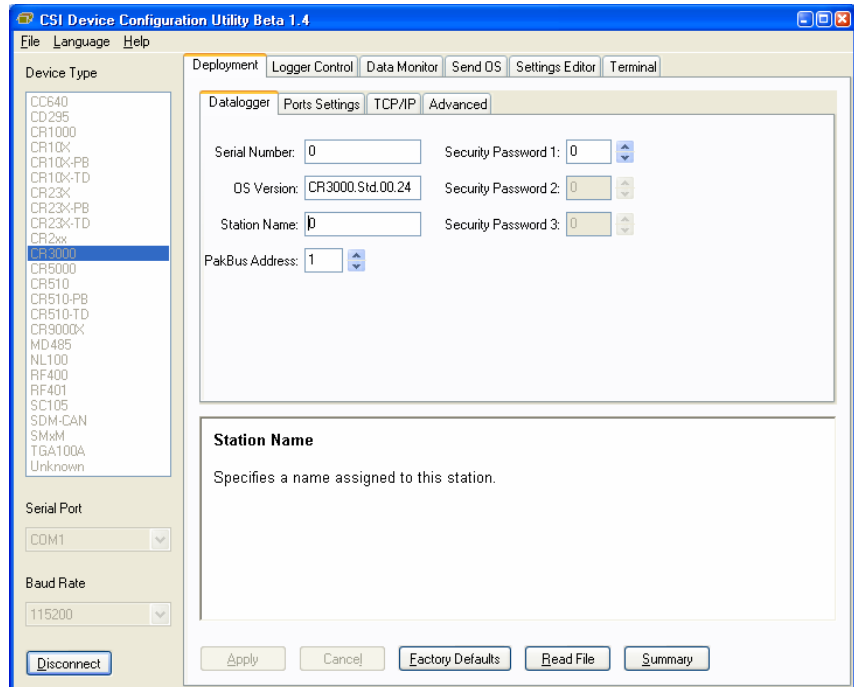 CSI Device Configuration Utility Beta 1.4
File Language Help
Device Type
CC640
CD295
CR1000
CR10X
CR10X-PB
CR10X-TD
CR23X
CR23X-PB
CR23X-TD
CR2xx
CR3000
CR5000
CR510
CR510-PB
CR510-TD
CR9000X
MD485
NL100
RF400
RF401
SC105
SDM-CAN
SMxM
TGA100A
Unknown
Serial Port
COM1
Baud Rate
115200
Disconnect
Deployment Logger Control Data Monitor Send OS Settings Editor Terminal
Datalogger Ports Settings TCP/IP Advanced
Serial Number: 0 Security Password 1: 0
OS Version: CR3000.Std.00.24 Security Password 2: 0
Station Name: 0 Security Password 3: 0
PakBus Address: 1
Station Name
Specifies a name assigned to this station.
Apply Cancel Factory Defaults Read File Summary